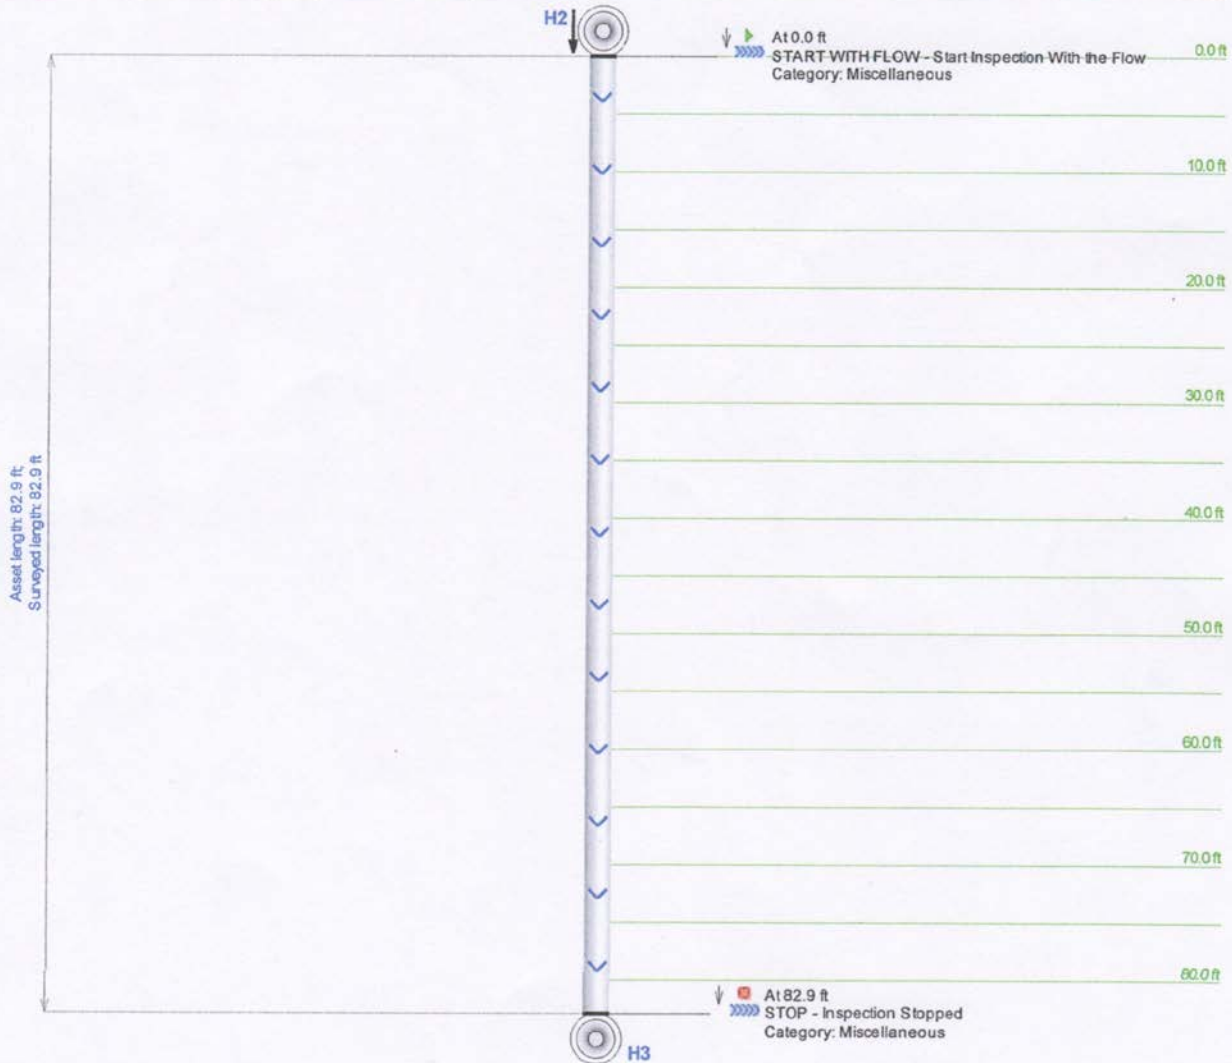 H2
At 0.0 ft
START WITH FLOW - Start Inspection With the Flow
Category: Miscellaneous
0.0 ft
10.0 ft
20.0 ft
30.0 ft
Asset length: 82.9 ft;
Surveyed length: 82.9 ft
40.0 ft
50.0 ft
60.0 ft
70.0 ft
80.0 ft
At 82.9 ft
STOP - Inspection Stopped
Category: Miscellaneous
H3